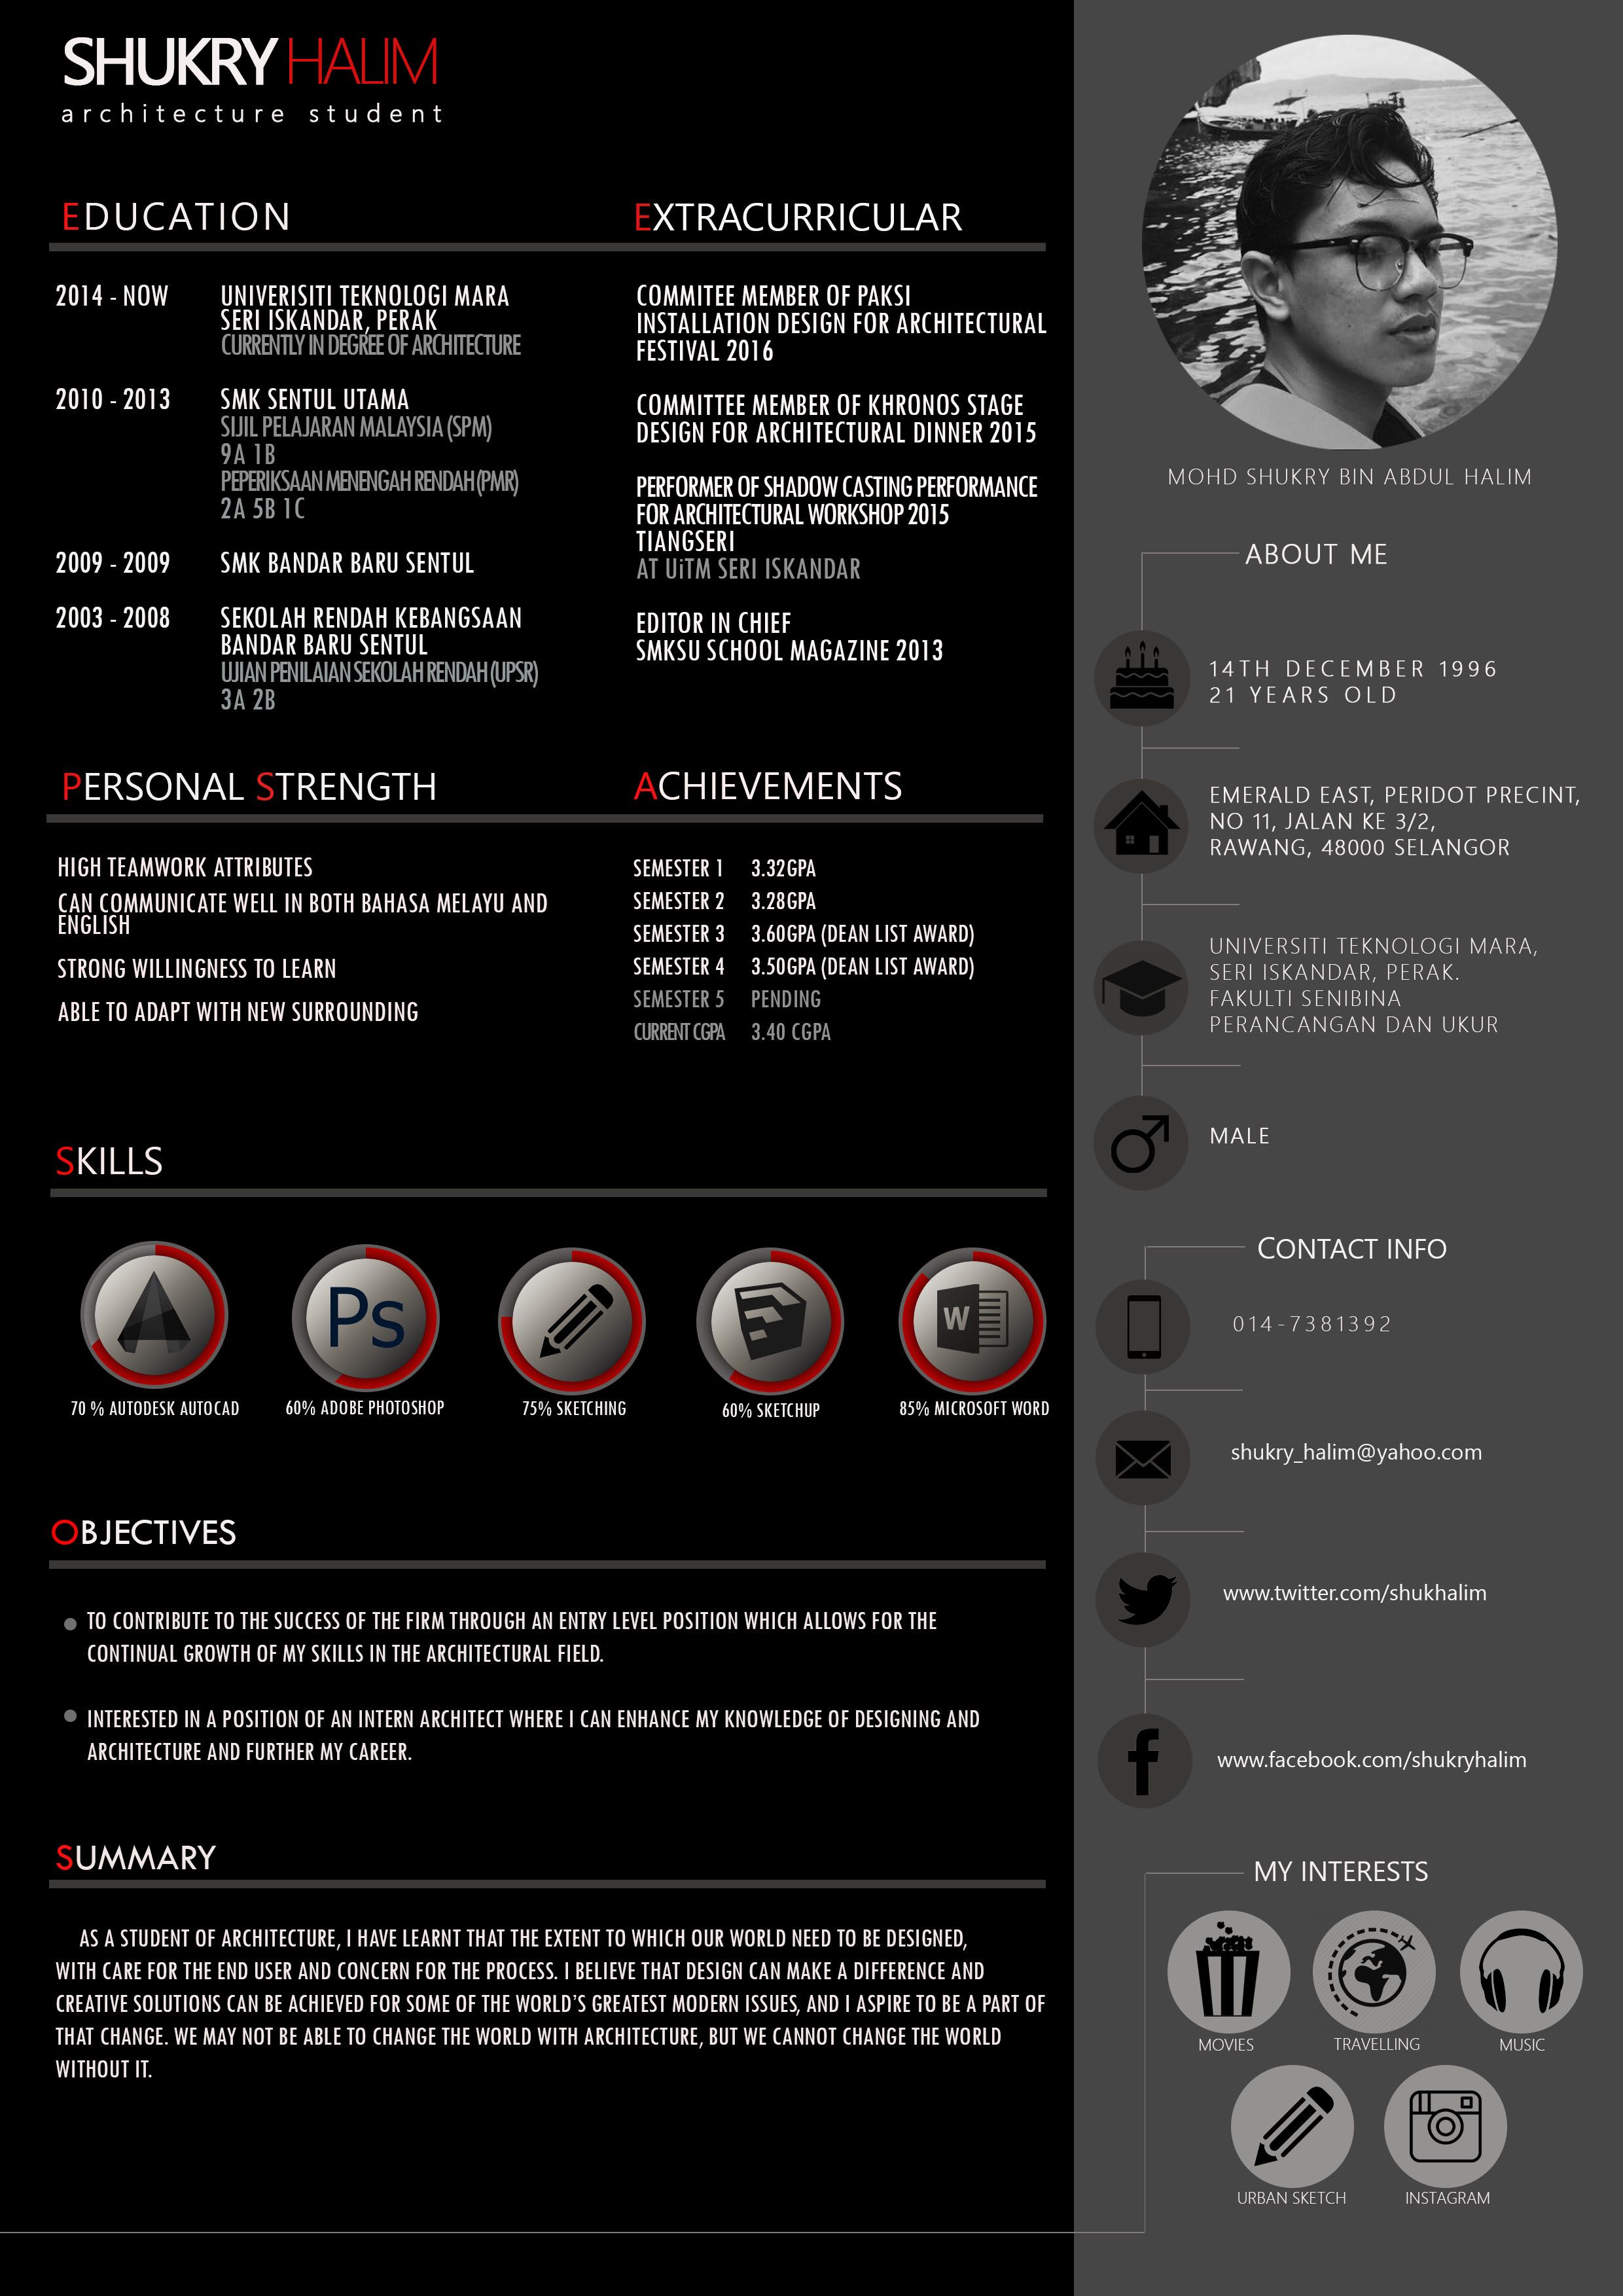 SHUKRY HALIM
architecture student
EDUCATION
2014 - NOW
UNIVERISITI TEKNOLOGI MARA
SERI ISKANDAR, PERAK
CURRENTLY IN DEGREE OF ARCHITECTURE
2010 - 2013
SMK SENTUL UTAMA
SIJIL PELAJARAN MALAYSIA (SPM)
9A 1B
PEPERIKSAAN MENENGAH RENDAH (PMR)
2A 5B 1C
2009 - 2009
SMK BANDAR BARU SENTUL
2003 - 2008
SEKOLAH RENDAH KEBANGSAAN
BANDAR BARU SENTUL
UJIAN PENILAIAN SEKOLAH RENDAH (UPSR)
3A 2B
EXTRACURRICULAR
COMMITEE MEMBER OF PAKSI
INSTALLATION DESIGN FOR ARCHITECTURAL
FESTIVAL 2016
COMMITTEE MEMBER OF KHRONOS STAGE
DESIGN FOR ARCHITECTURAL DINNER 2015
PERFORMER OF SHADOW CASTING PERFORMANCE
FOR ARCHITECTURAL WORKSHOP 2015
TIANGSERI
AT UiTM SERI ISKANDAR
EDITOR IN CHIEF
SMKSU SCHOOL MAGAZINE 2013
PERSONAL STRENGTH
HIGH TEAMWORK ATTRIBUTES
CAN COMMUNICATE WELL IN BOTH BAHASA MELAYU AND
ENGLISH
STRONG WILLINGNESS TO LEARN
ABLE TO ADAPT WITH NEW SURROUNDING
ACHIEVEMENTS
SEMESTER 1 3.32GPA
SEMESTER 2 3.28GPA
SEMESTER 3 3.60GPA (DEAN LIST AWARD)
SEMESTER 4 3.50GPA (DEAN LIST AWARD)
SEMESTER 5 PENDING
CURRENT CGPA 3.40 CGPA
SKILLS
Ps
W
70 % AUTODESK AUTOCAD
60% ADOBE PHOTOSHOP
75% SKETCHING
60% SKETCHUP
85% MICROSOFT WORD
OBJECTIVES
TO CONTRIBUTE TO THE SUCCESS OF THE FIRM THROUGH AN ENTRY LEVEL POSITION WHICH ALLOWS FOR THE
CONTINUAL GROWTH OF MY SKILLS IN THE ARCHITECTURAL FIELD.
INTERESTED IN A POSITION OF AN INTERN ARCHITECT WHERE I CAN ENHANCE MY KNOWLEDGE OF DESIGNING AND
ARCHITECTURE AND FURTHER MY CAREER.
SUMMARY
AS A STUDENT OF ARCHITECTURE, I HAVE LEARNT THAT THE EXTENT TO WHICH OUR WORLD NEED TO BE DESIGNED,
WITH CARE FOR THE END USER AND CONCERN FOR THE PROCESS. I BELIEVE THAT DESIGN CAN MAKE A DIFFERENCE AND
CREATIVE SOLUTIONS CAN BE ACHIEVED FOR SOME OF THE WORLD'S GREATEST MODERN ISSUES, AND I ASPIRE TO BE A PART OF
THAT CHANGE. WE MAY NOT BE ABLE TO CHANGE THE WORLD WITH ARCHITECTURE, BUT WE CANNOT CHANGE THE WORLD
WITHOUT IT.
MOHD SHUKRY BIN ABDUL HALIM
ABOUT ME
14TH DECEMBER 1996
21 YEARS OLD
EMERALD EAST, PERIDOT PRECINT,
NO 11, JALAN KE 3/2,
RAWANG, 48000 SELANGOR
UNIVERSITI TEKNOLOGI MARA,
SERI ISKANDAR, PERAK.
FAKULTI SENIBINA
PERANCANGAN DAN UKUR
MALE
CONTACT INFO
014-7381392
shukry_halim@yahoo.com
www.twitter.com/shukhalim
www.facebook.com/shukryhalim
MY INTERESTS
MOVIES
TRAVELLING
MUSIC
URBAN SKETCH
INSTAGRAM